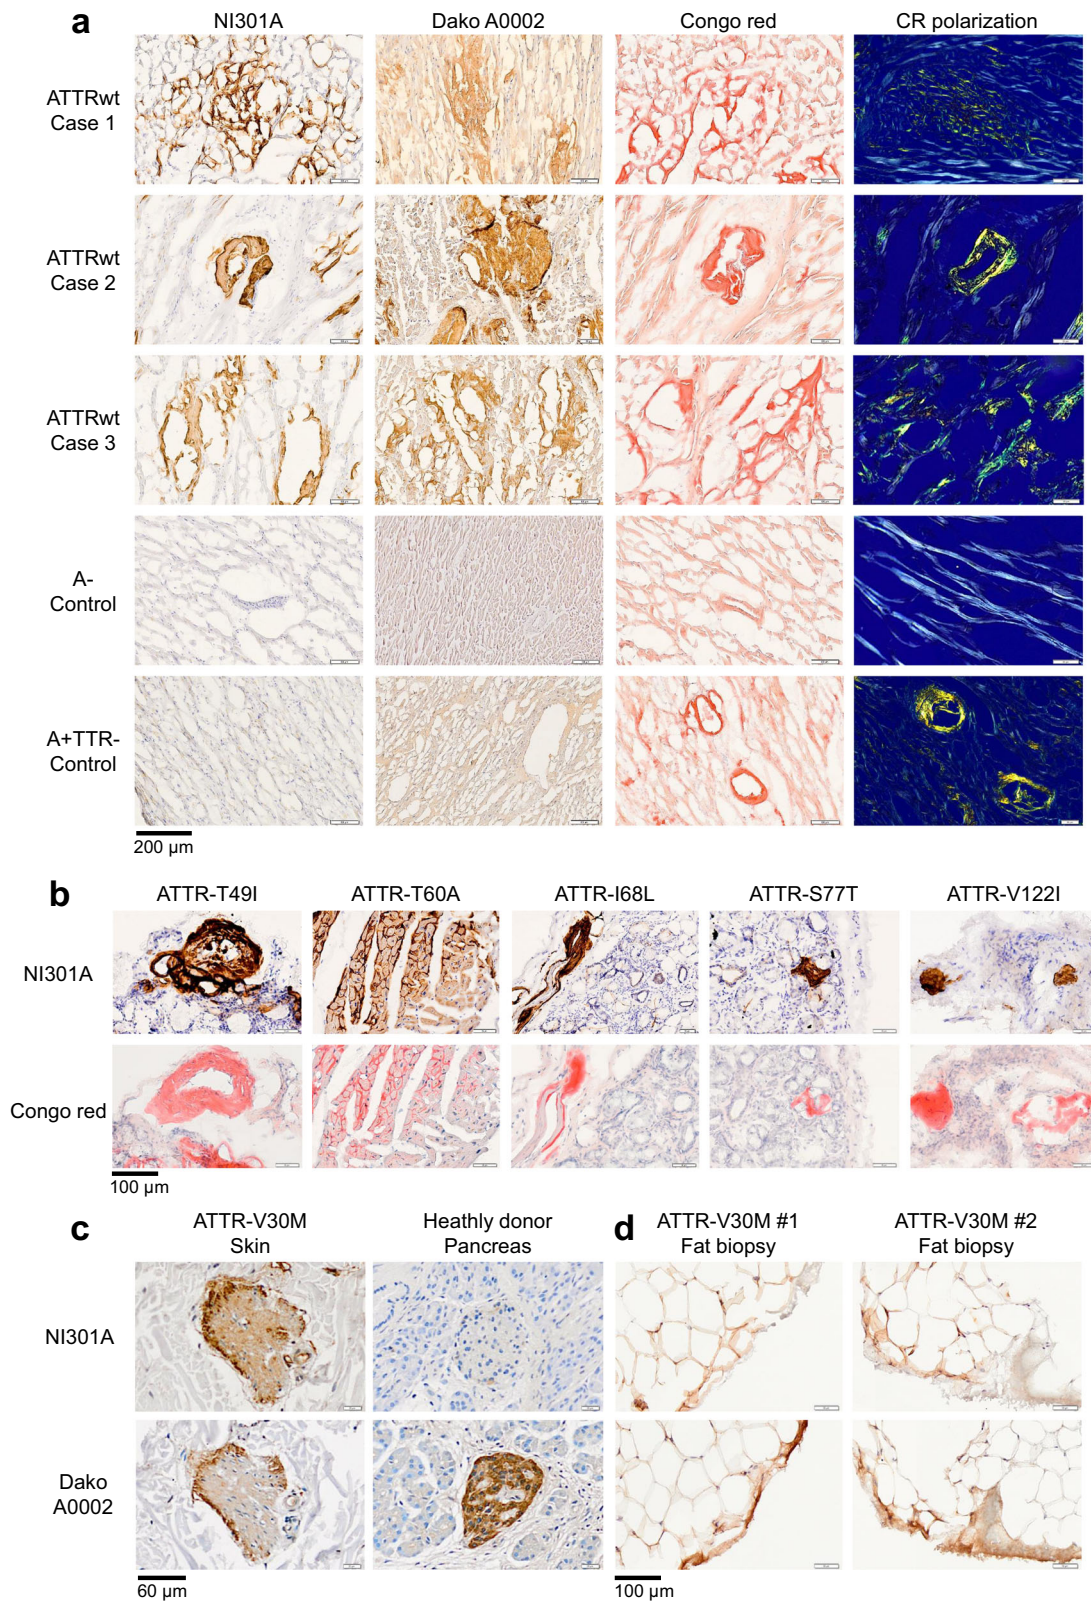 a
NI301A
Dako A0002
Congo red
CR polarization
ATTRwt
Case 1
ATTRwt
Case 2
ATTRwt
Case 3
A-
Control
A+TTR-
Control
200 µm
b
ATTR-T49I
ATTR-T60A
ATTR-I68L
ATTR-S77T
ATTR-V122I
NI301A
Congo red
100 µm
c
ATTR-V30M
Skin
Heathly donor
Pancreas
NI301A
Dako
A0002
60 µm
d
ATTR-V30M #1
Fat biopsy
ATTR-V30M #2
Fat biopsy
100 µm